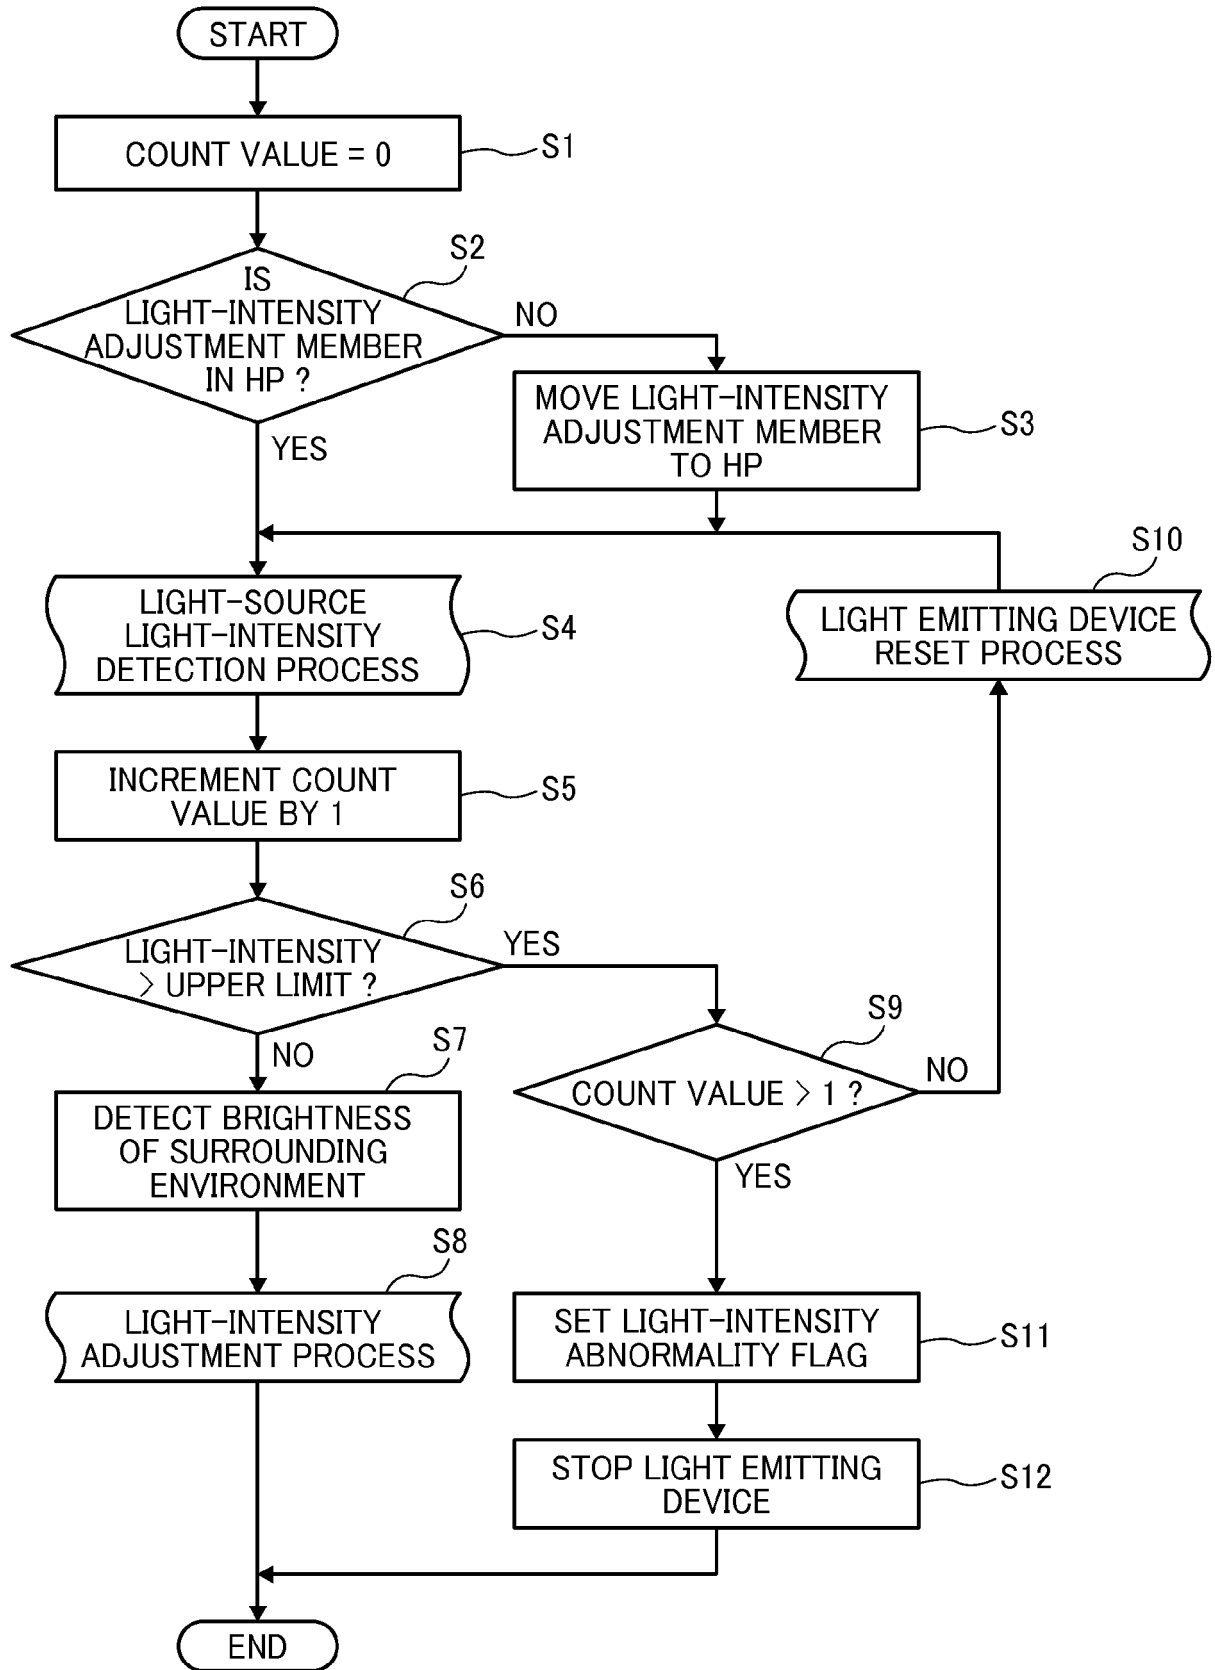 START
COUNT VALUE = 0
S1
S2
IS
LIGHT-INTENSITY
ADJUSTMENT MEMBER
IN HP ?
NO
YES
MOVE LIGHT-INTENSITY
ADJUSTMENT MEMBER
TO HP
S3
S10
LIGHT EMITTING DEVICE
RESET PROCESS
LIGHT-SOURCE
LIGHT-INTENSITY
DETECTION PROCESS
S4
INCREMENT COUNT
VALUE BY 1
S5
S6
LIGHT-INTENSITY
> UPPER LIMIT ?
YES
NO
S7
DETECT BRIGHTNESS
OF SURROUNDING
ENVIRONMENT
S9
COUNT VALUE > 1 ?
NO
YES
S8
LIGHT-INTENSITY
ADJUSTMENT PROCESS
SET LIGHT-INTENSITY
ABNORMALITY FLAG
S11
STOP LIGHT EMITTING
DEVICE
S12
END